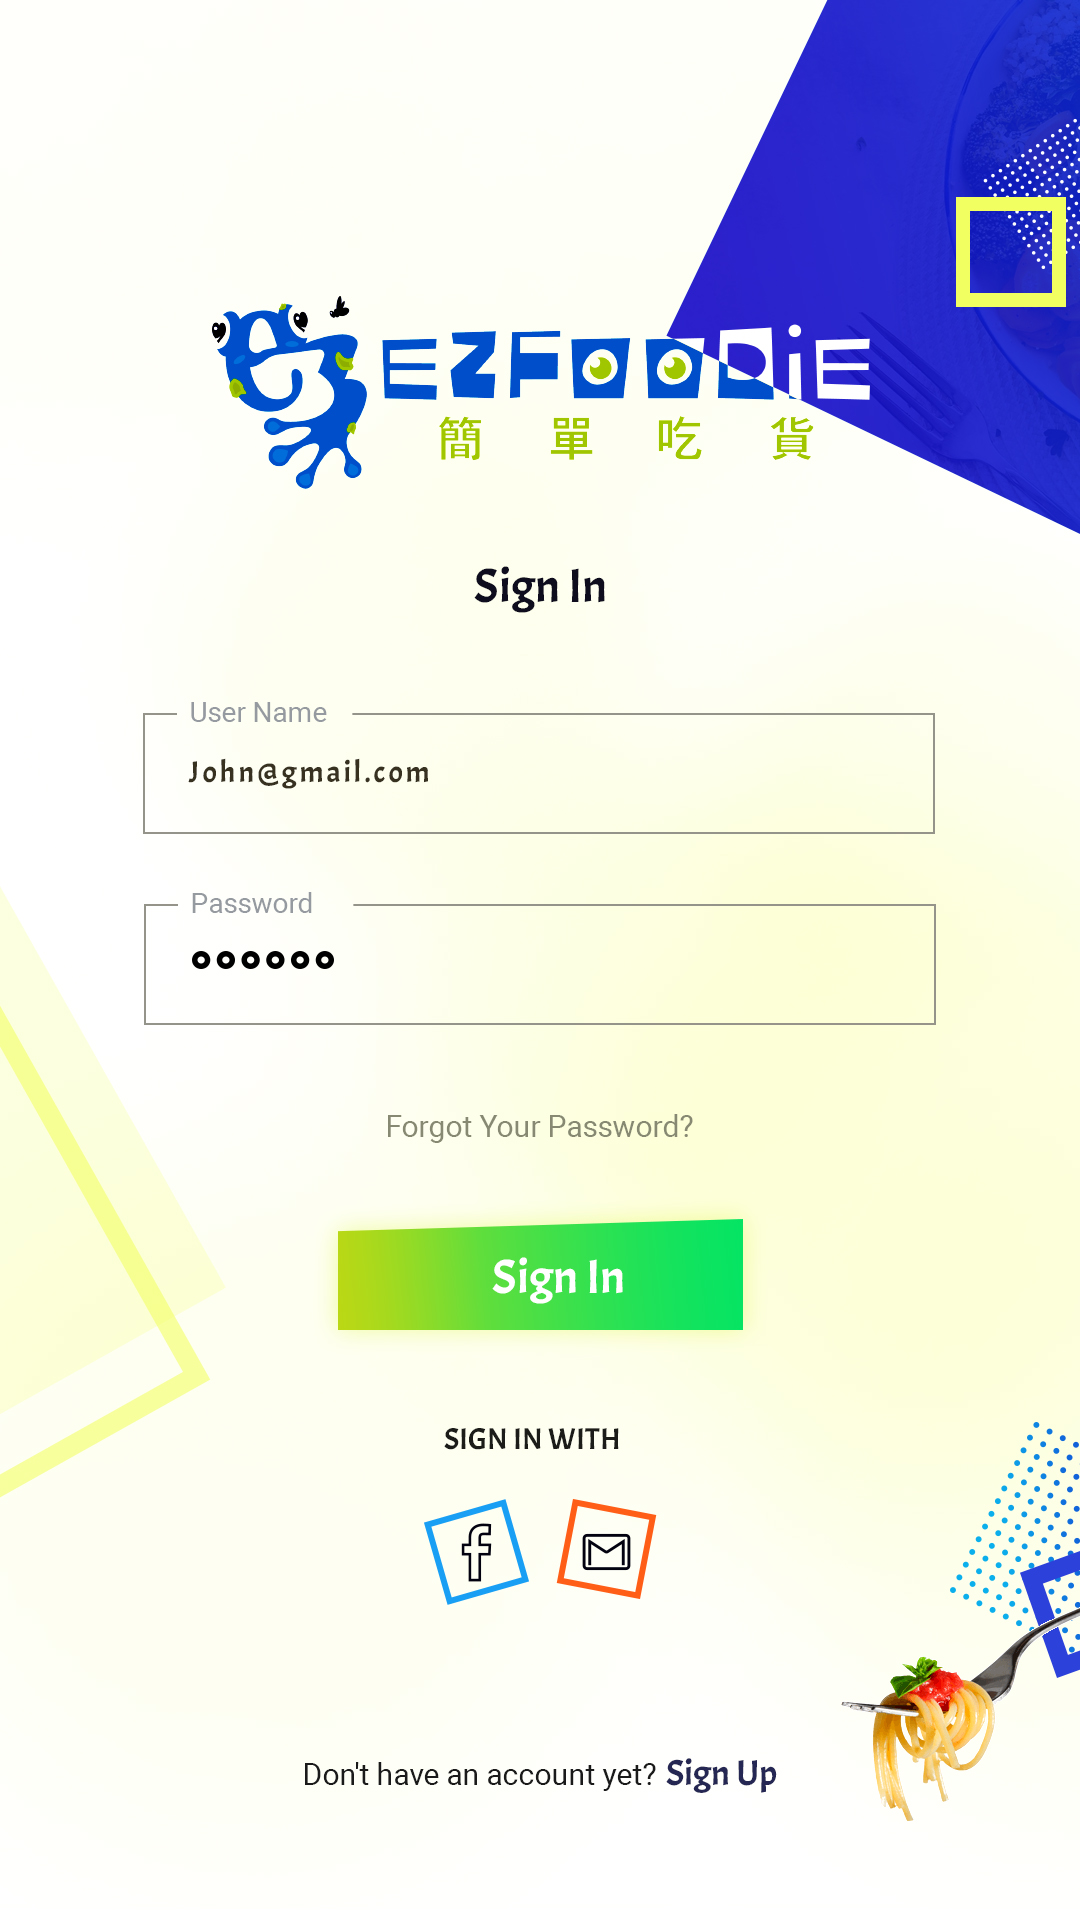 EZFOODiE
簡單吃貨
Sign In
User Name
John@gmail.com
Password
Forgot Your Password?
Sign In
SIGN IN WITH
f
Don't have an account yet? Sign Up